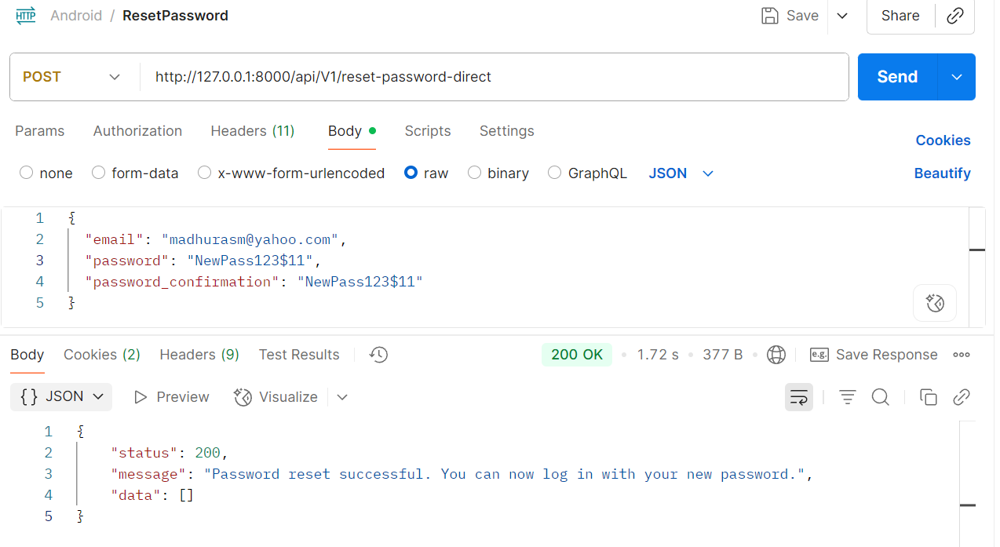 HTTP Android / ResetPassword Save Share
POST http://127.0.0.1:8000/api/V1/reset-password-direct Send
Params Authorization Headers (11) Body Scripts Settings Cookies
none form-data x-www-form-urlencoded raw binary GraphQL JSON Beautify
1 {
2 "email": "madhurasm@yahoo.com",
3 "password": "NewPass123$11",
4 "password_confirmation": "NewPass123$11"
5 }
Body Cookies (2) Headers (9) Test Results 200 OK • 1.72 s • 377 B • e.g. Save Response
{} JSON Preview Visualize
1 {
2 "status": 200,
3 "message": "Password reset successful. You can now log in with your new password.",
4 "data": []
5 }